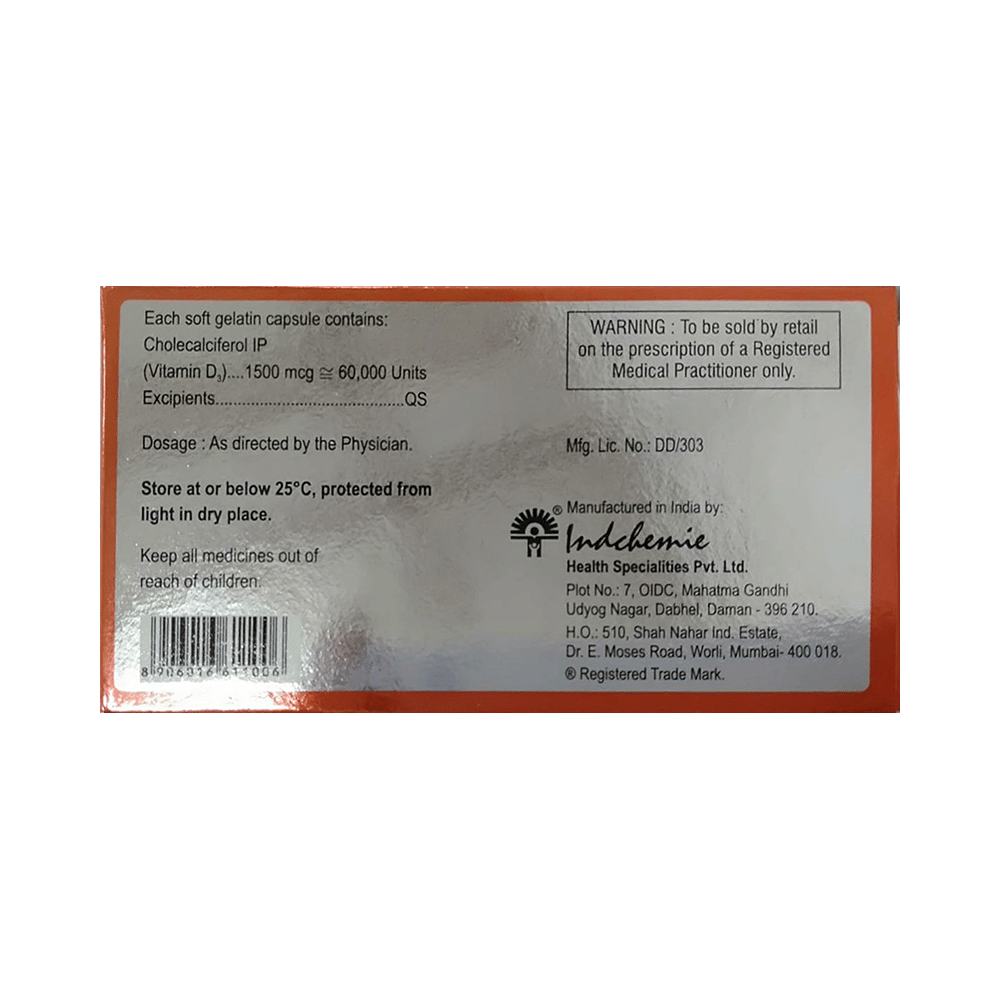 Each soft gelatin capsule contains:
Cholecalciferol IP
(Vitamin D₃)....1500 mcg ≅ 60,000 Units
Excipients..........................................QS
Dosage : As directed by the Physician.
Store at or below 25°C, protected from
light in dry place.
Keep all medicines out of
reach of children.
8 906016 611006
WARNING : To be sold by retail
on the prescription of a Registered
Medical Practitioner only.
Mfg. Lic. No.: DD/303
® Manufactured in India by:
Indchemie
Health Specialities Pvt. Ltd.
Plot No.: 7, OIDC, Mahatma Gandhi
Udyog Nagar, Dabhel, Daman - 396 210.
H.O.: 510, Shah Nahar Ind. Estate,
Dr. E. Moses Road, Worli, Mumbai- 400 018.
® Registered Trade Mark.